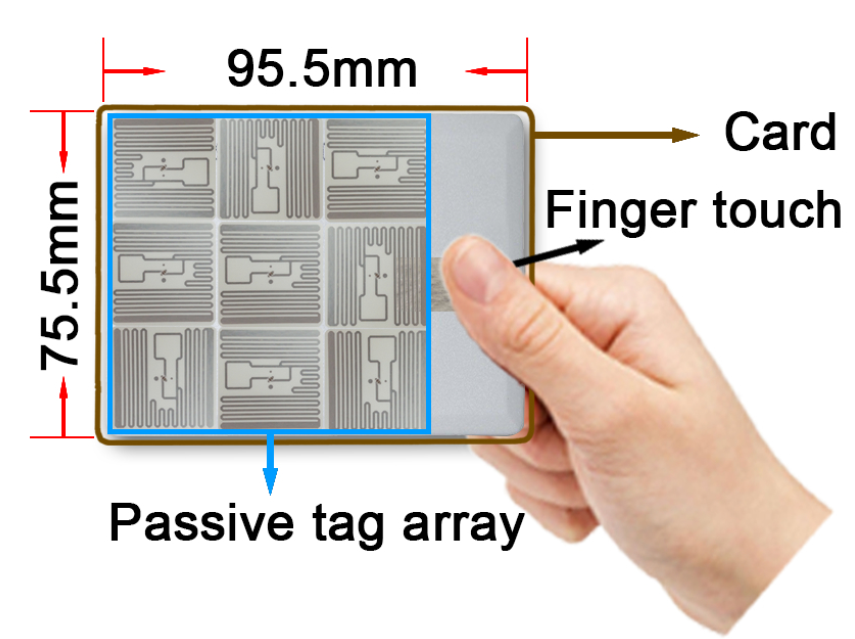 95.5mm
75.5mm
Card
Finger touch
Passive tag array